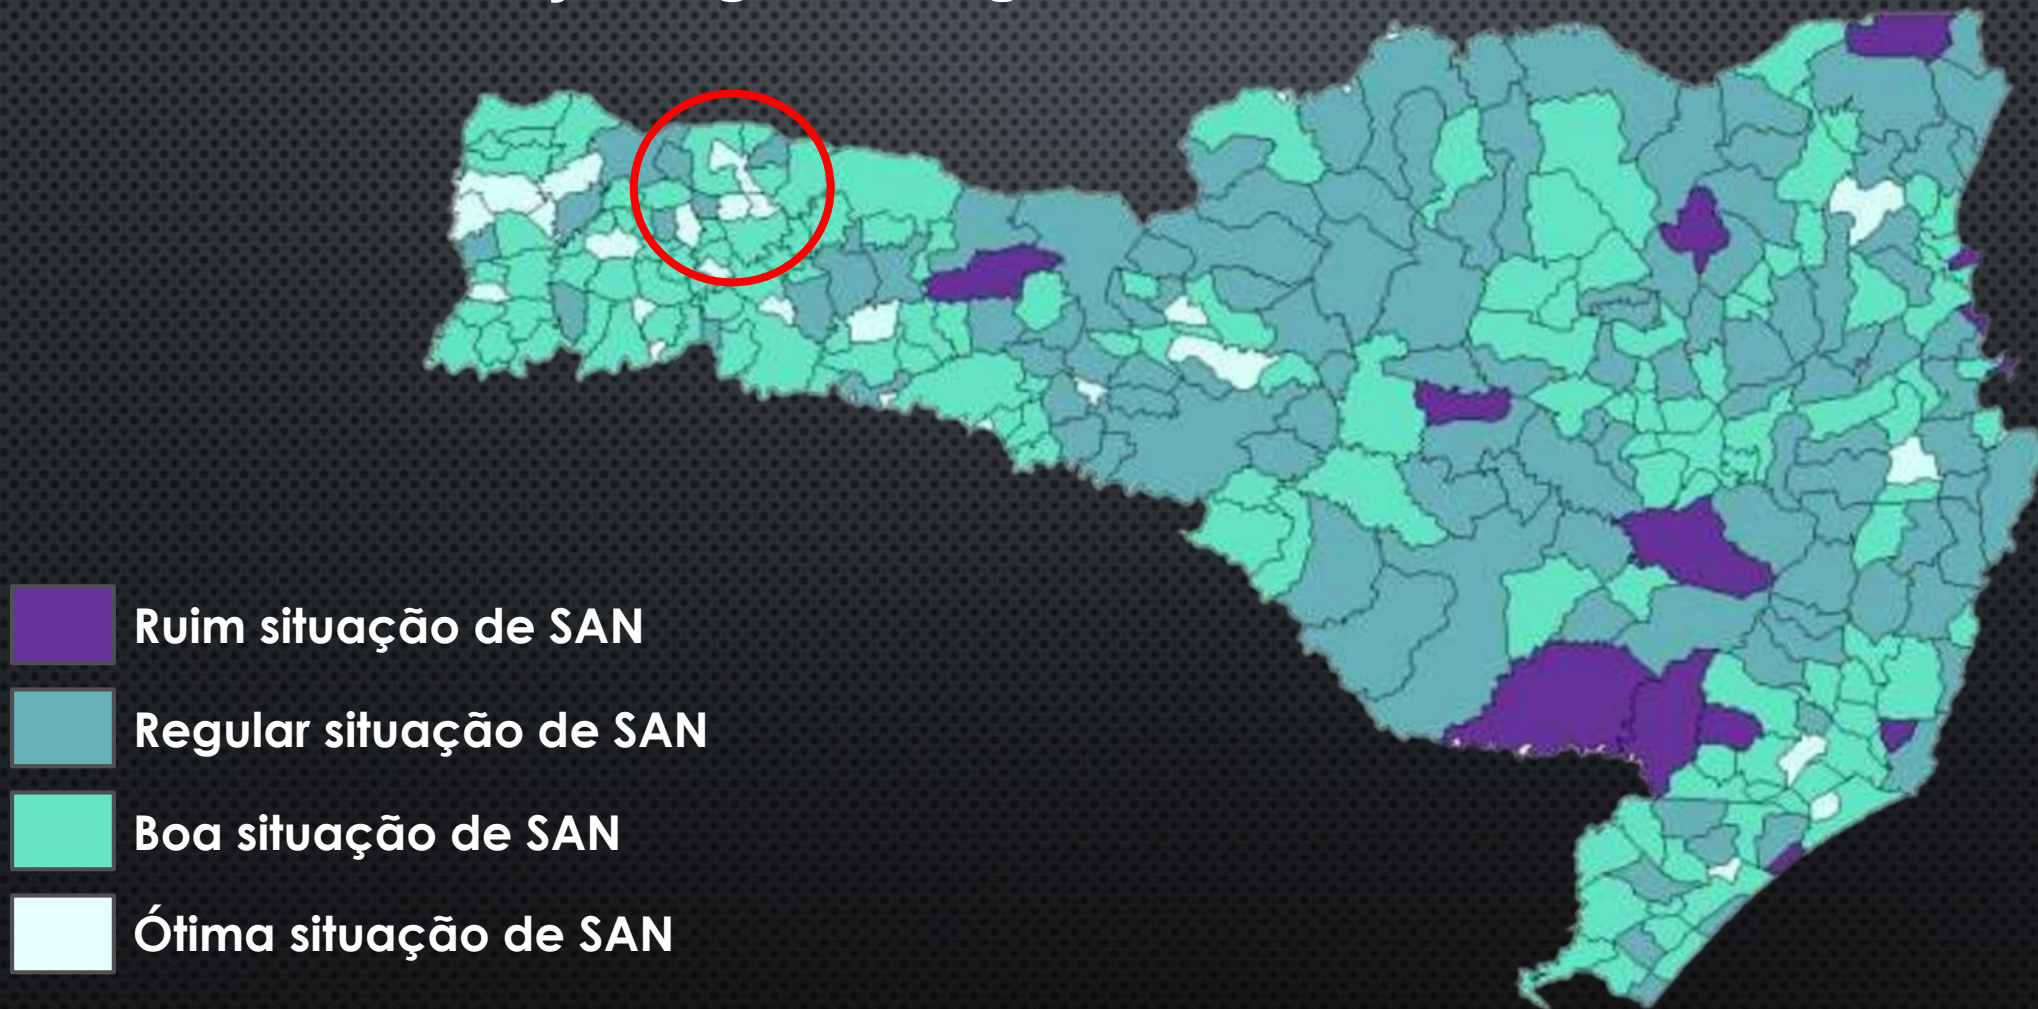 Ruim situação de SAN
Regular situação de SAN
Boa situação de SAN
Ótima situação de SAN